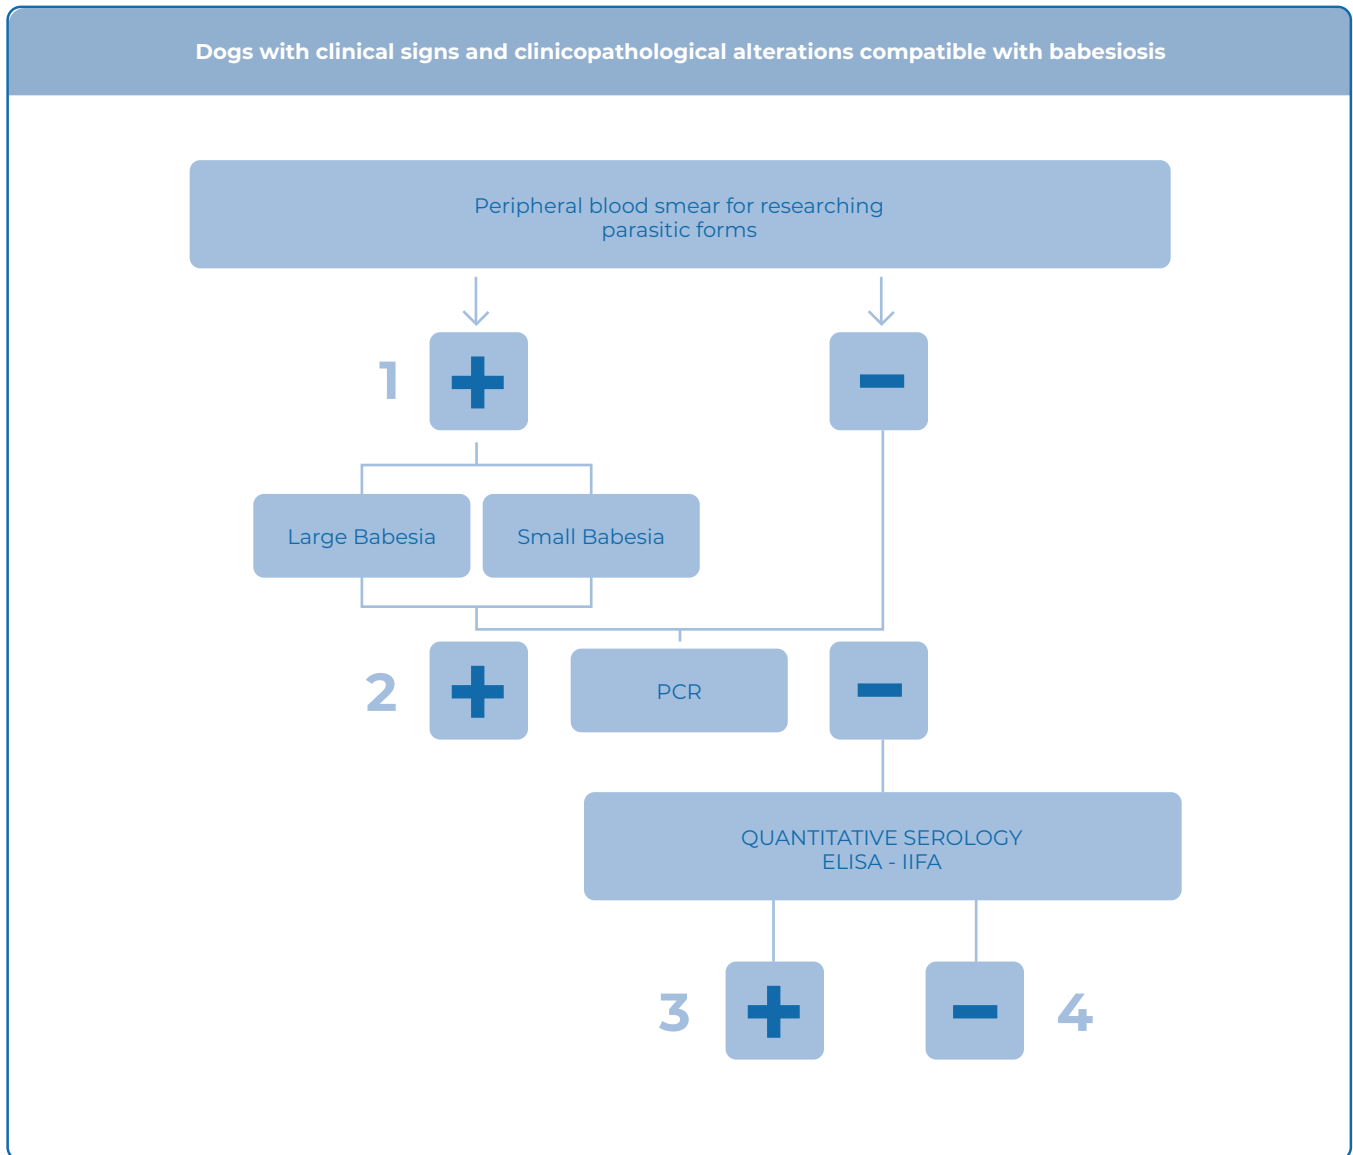 Dogs with clinical signs and clinicopathological alterations compatible with babesiosis
Peripheral blood smear for researching
parasitic forms
1 + −
Large Babesia Small Babesia
2 + PCR −
QUANTITATIVE SEROLOGY
ELISA - IIFA
3 + − 4